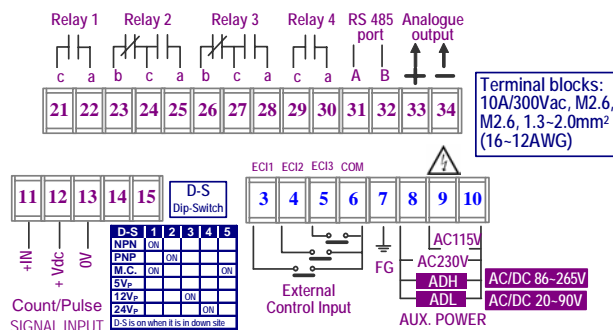 Relay 1 Relay 2 Relay 3 Relay 4 RS 485 port Analogue output
c a b c a b c a c a A B + −
21 22 23 24 25 26 27 28 29 30 31 32 33 34
Terminal blocks:
10A/300Vac, M2.6,
M2.6, 1.3~2.0mm²
(16~12AWG)
11 12 13 14 15
+IN + Vdc 0V
Count/Pulse
SIGNAL INPUT
D-S
Dip-Switch
D-S 1 2 3 4 5
NPN ON
PNP ON
M.C. ON ON
5VP
12VP ON
24VP ON
D-S is on when it is in down site
ECI1 ECI2 ECI3 COM
3 4 5 6 7 8 9 10
External
Control Input
FG
AC115V
AC230V
ADH AC/DC 86~265V
ADL AC/DC 20~90V
AUX. POWER